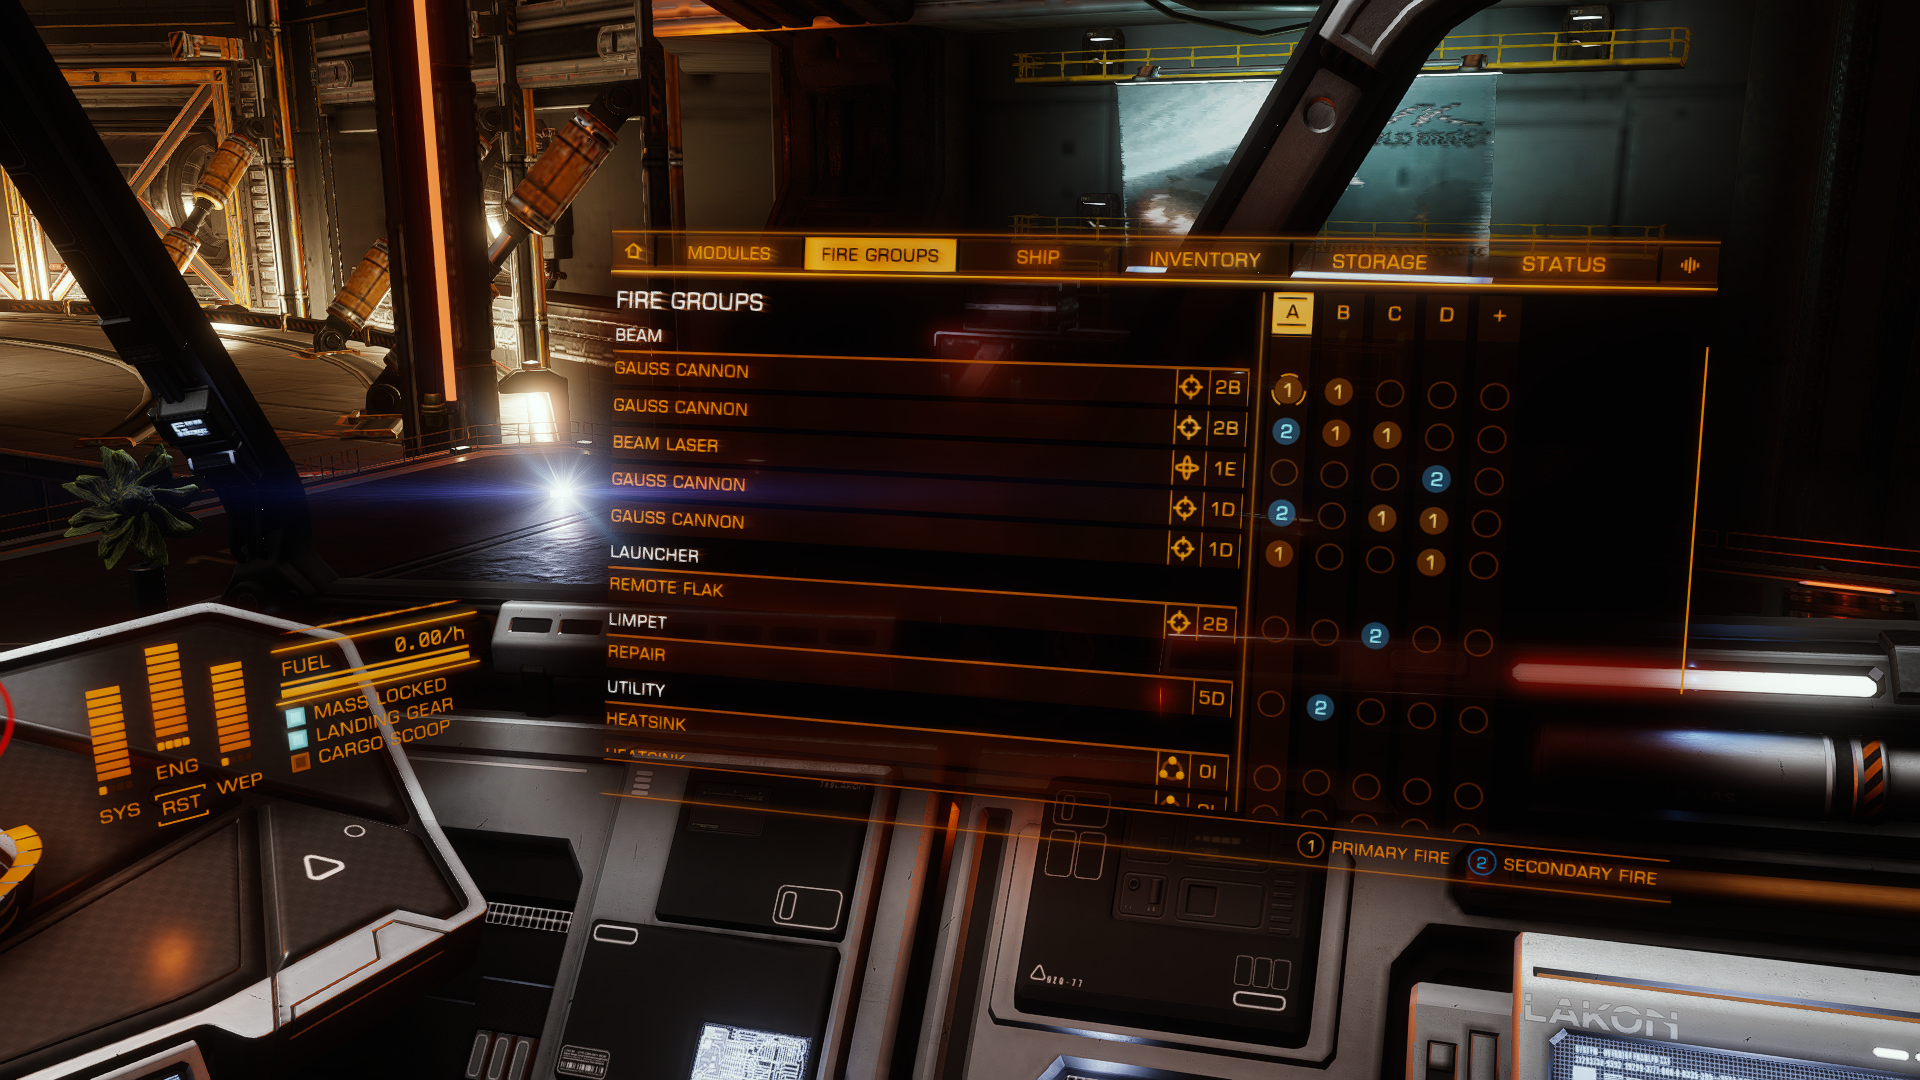 MODULES FIRE GROUPS SHIP INVENTORY STORAGE STATUS
FIRE GROUPS A B C D +
BEAM
GAUSS CANNON 2B 1 1
GAUSS CANNON 2B 2 1 1
BEAM LASER 1E 2
GAUSS CANNON 1D 2 1 1
GAUSS CANNON 1D 1 1
LAUNCHER
REMOTE FLAK 2B 2
LIMPET
REPAIR 5D 2
UTILITY
HEATSINK 0I
HEATSINK 0I
1 PRIMARY FIRE 2 SECONDARY FIRE
FUEL 0.00/h
MASS LOCKED
LANDING GEAR
CARGO SCOOP
SYS ENG WEP
RST
LAKON